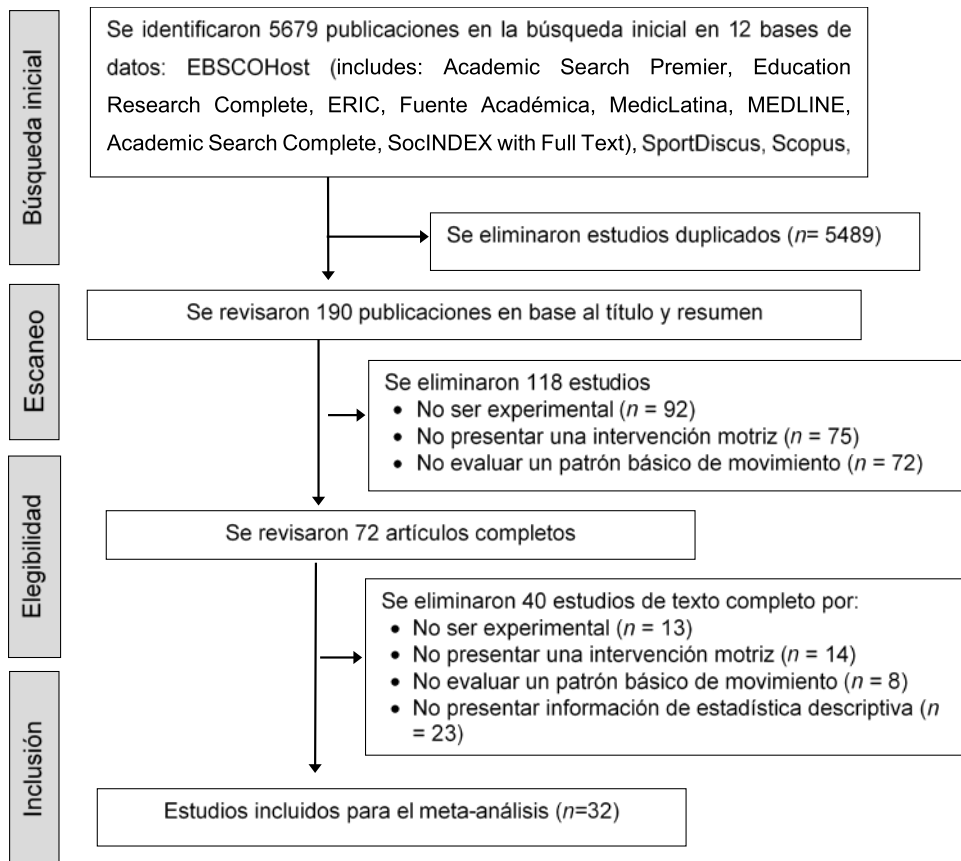 Búsqueda inicial
Se identificaron 5679 publicaciones en la búsqueda inicial en 12 bases de
datos: EBSCOHost (includes: Academic Search Premier, Education
Research Complete, ERIC, Fuente Académica, MedicLatina, MEDLINE,
Academic Search Complete, SocINDEX with Full Text), SportDiscus, Scopus,
Se eliminaron estudios duplicados (n= 5489)
Escaneo
Se revisaron 190 publicaciones en base al título y resumen
Se eliminaron 118 estudios
• No ser experimental (n = 92)
• No presentar una intervención motriz (n = 75)
• No evaluar un patrón básico de movimiento (n = 72)
Elegibilidad
Se revisaron 72 artículos completos
Se eliminaron 40 estudios de texto completo por:
• No ser experimental (n = 13)
• No presentar una intervención motriz (n = 14)
• No evaluar un patrón básico de movimiento (n = 8)
• No presentar información de estadística descriptiva (n
= 23)
Inclusión
Estudios incluidos para el meta-análisis (n=32)